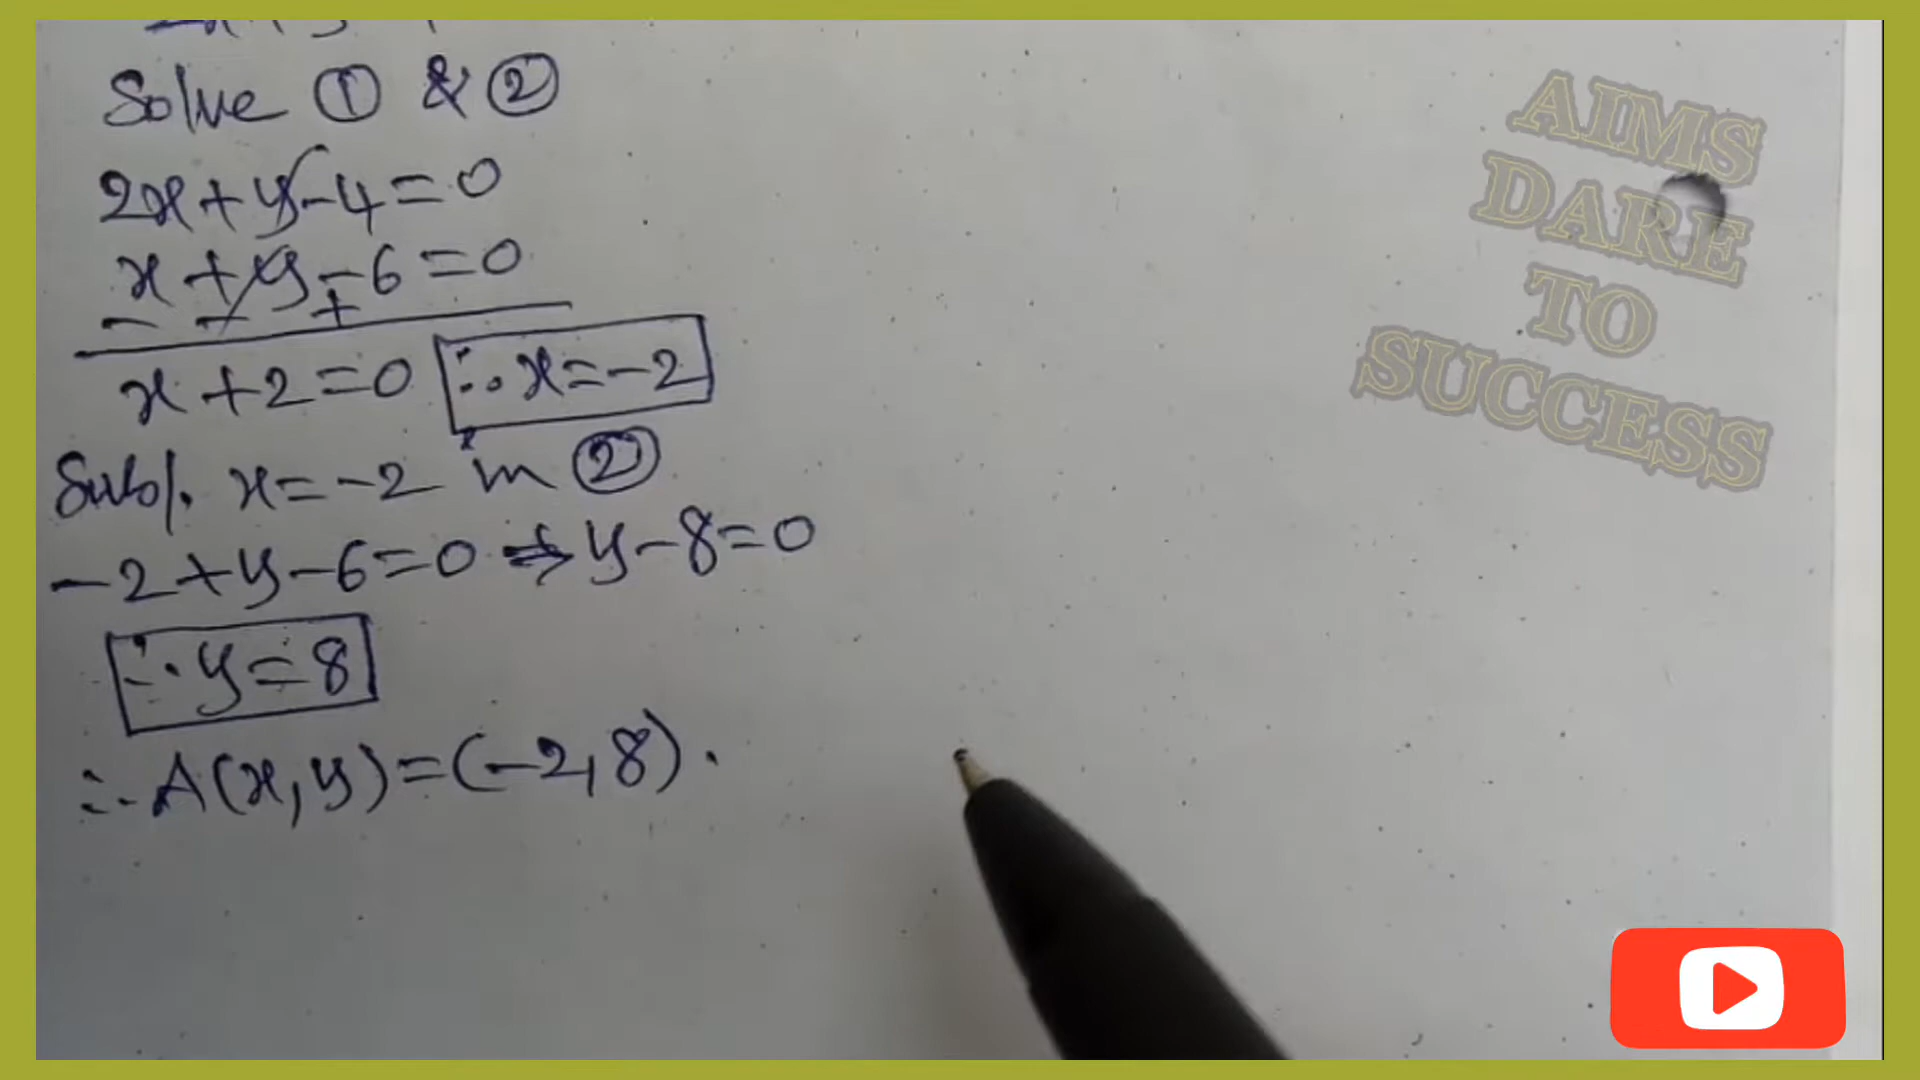 Solve ① & ②
2x+y-4=0
x+y-6=0
- - +
x+2=0 ∴x=-2
Sub/. x=-2 in ②
-2+y-6=0 ⇒ y-8=0
∴y=8
∴A(x,y)=(-2,8).
AIMS
DARE
TO
SUCCESS